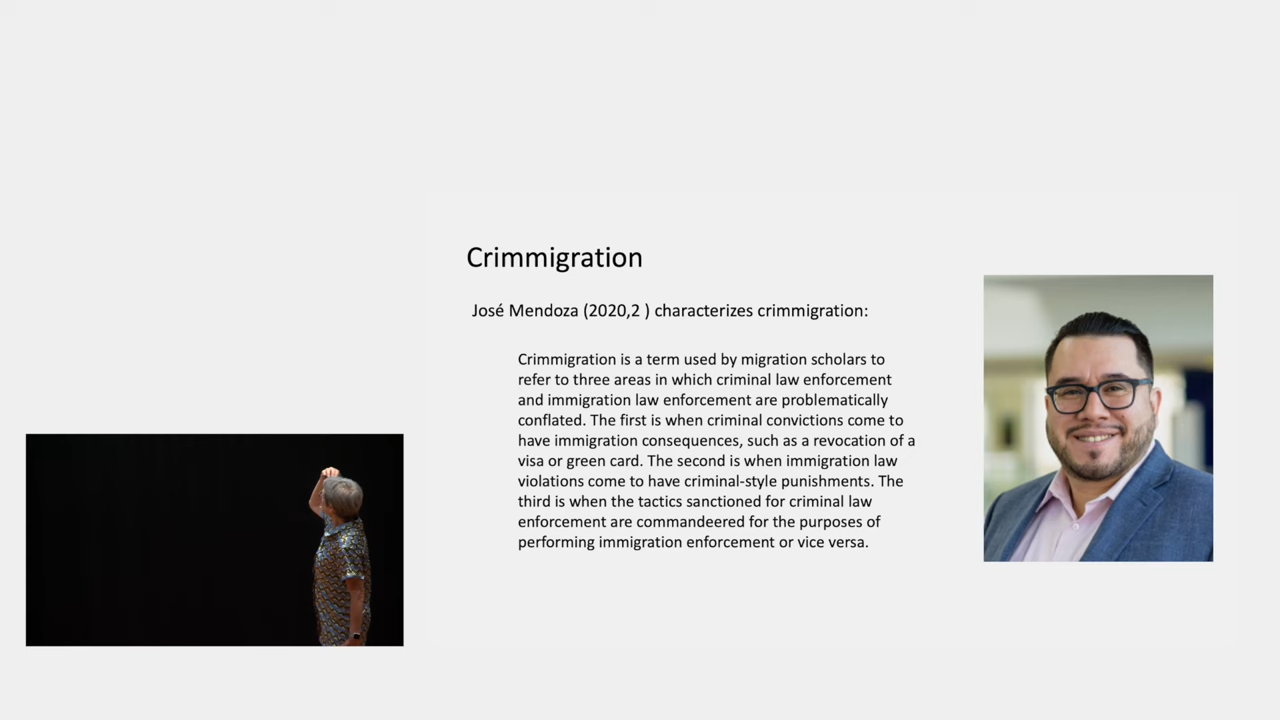 Crimmigration
José Mendoza (2020,2 ) characterizes crimmigration:
Crimmigration is a term used by migration scholars to
refer to three areas in which criminal law enforcement
and immigration law enforcement are problematically
conflated. The first is when criminal convictions come to
have immigration consequences, such as a revocation of a
visa or green card. The second is when immigration law
violations come to have criminal-style punishments. The
third is when the tactics sanctioned for criminal law
enforcement are commandeered for the purposes of
performing immigration enforcement or vice versa.